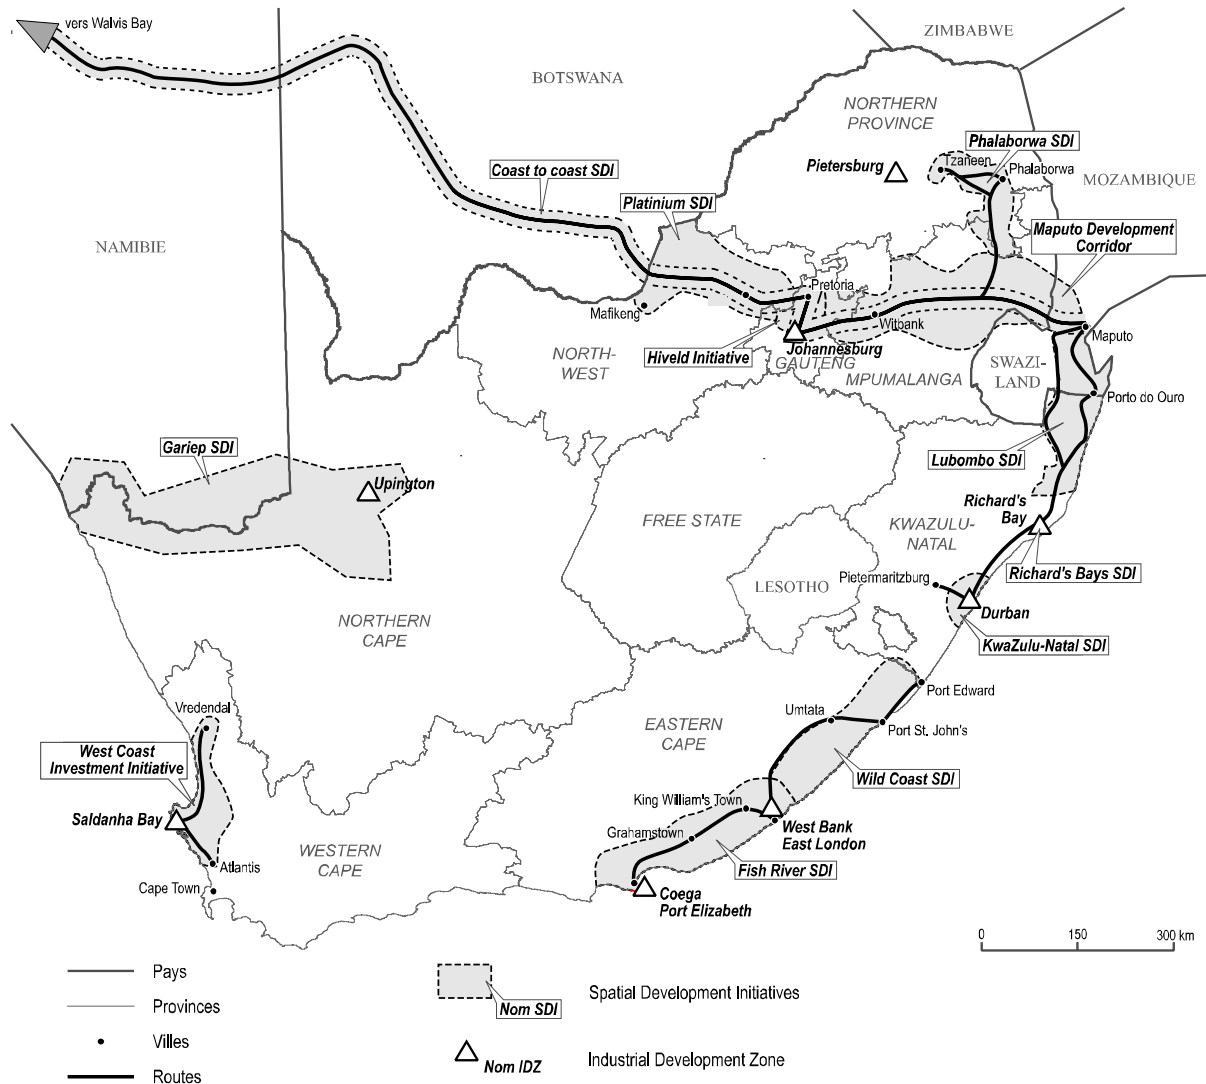 vers Walvis Bay
ZIMBABWE
BOTSWANA
NORTHERN
PROVINCE
Phalaborwa SDI
Tzaneen
Pietersburg
Phalaborwa
Coast to coast SDI
MOZAMBIQUE
Platinium SDI
Maputo Development
Corridor
NAMIBIE
Pretoria
Mafikeng
Witbank
Maputo
Hiveld Initiative
Johannesburg
GAUTENG
NORTH-
WEST
MPUMALANGA
SWAZI-
LAND
Porto do Ouro
Gariep SDI
Lubombo SDI
Upington
Richard's
Bay
FREE STATE
KWAZULU-
NATAL
Richard's Bays SDI
Pietermaritzburg
LESOTHO
Durban
NORTHERN
CAPE
KwaZulu-Natal SDI
Port Edward
Vredendal
Umtata
EASTERN
CAPE
Port St. John's
West Coast
Investment Initiative
Wild Coast SDI
King William's Town
Saldanha Bay
West Bank
East London
Grahamstown
WESTERN
CAPE
Atlantis
Fish River SDI
Cape Town
Coega
Port Elizabeth
0 150 300 km
Pays
Provinces
Villes
Routes
Nom SDI
Spatial Development Initiatives
Nom IDZ
Industrial Development Zone